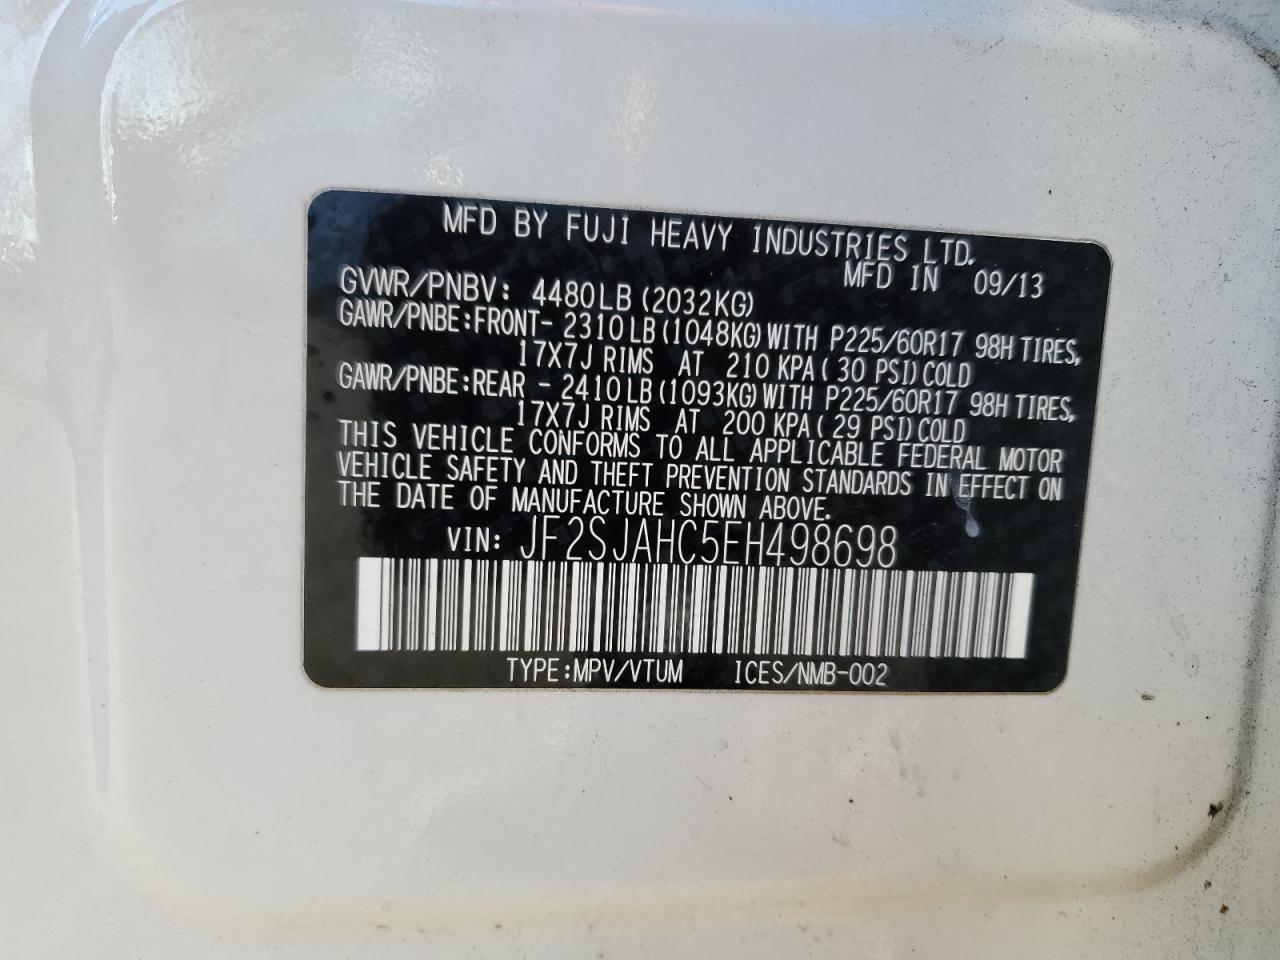 MFD BY FUJI HEAVY INDUSTRIES LTD.
MFD IN 09/13
GVWR/PNBV: 4480LB (2032KG)
GAWR/PNBE:FRONT- 2310LB (1048KG) WITH P225/60R17 98H TIRES,
17X7J RIMS AT 210 KPA ( 30 PSI) COLD
GAWR/PNBE:REAR - 2410LB (1093KG) WITH P225/60R17 98H TIRES,
17X7J RIMS AT 200 KPA ( 29 PSI) COLD
THIS VEHICLE CONFORMS TO ALL APPLICABLE FEDERAL MOTOR
VEHICLE SAFETY AND THEFT PREVENTION STANDARDS IN EFFECT ON
THE DATE OF MANUFACTURE SHOWN ABOVE.
VIN: JF2SJAHC5EH498698
TYPE:MPV/VTUM ICES/NMB-002